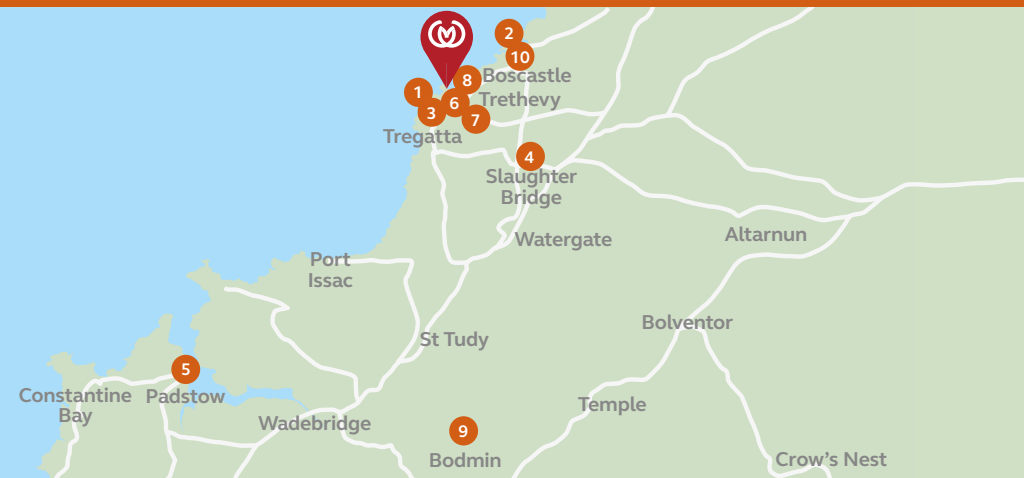 2
10
8
Boscastle
1
6
Trethevy
3
7
Tregatta
4
Slaughter
Bridge
Watergate
Altarnun
Port
Issac
Bolventor
St Tudy
5
Constantine
Bay
Padstow
Temple
Wadebridge
9
Bodmin
Crow’s Nest